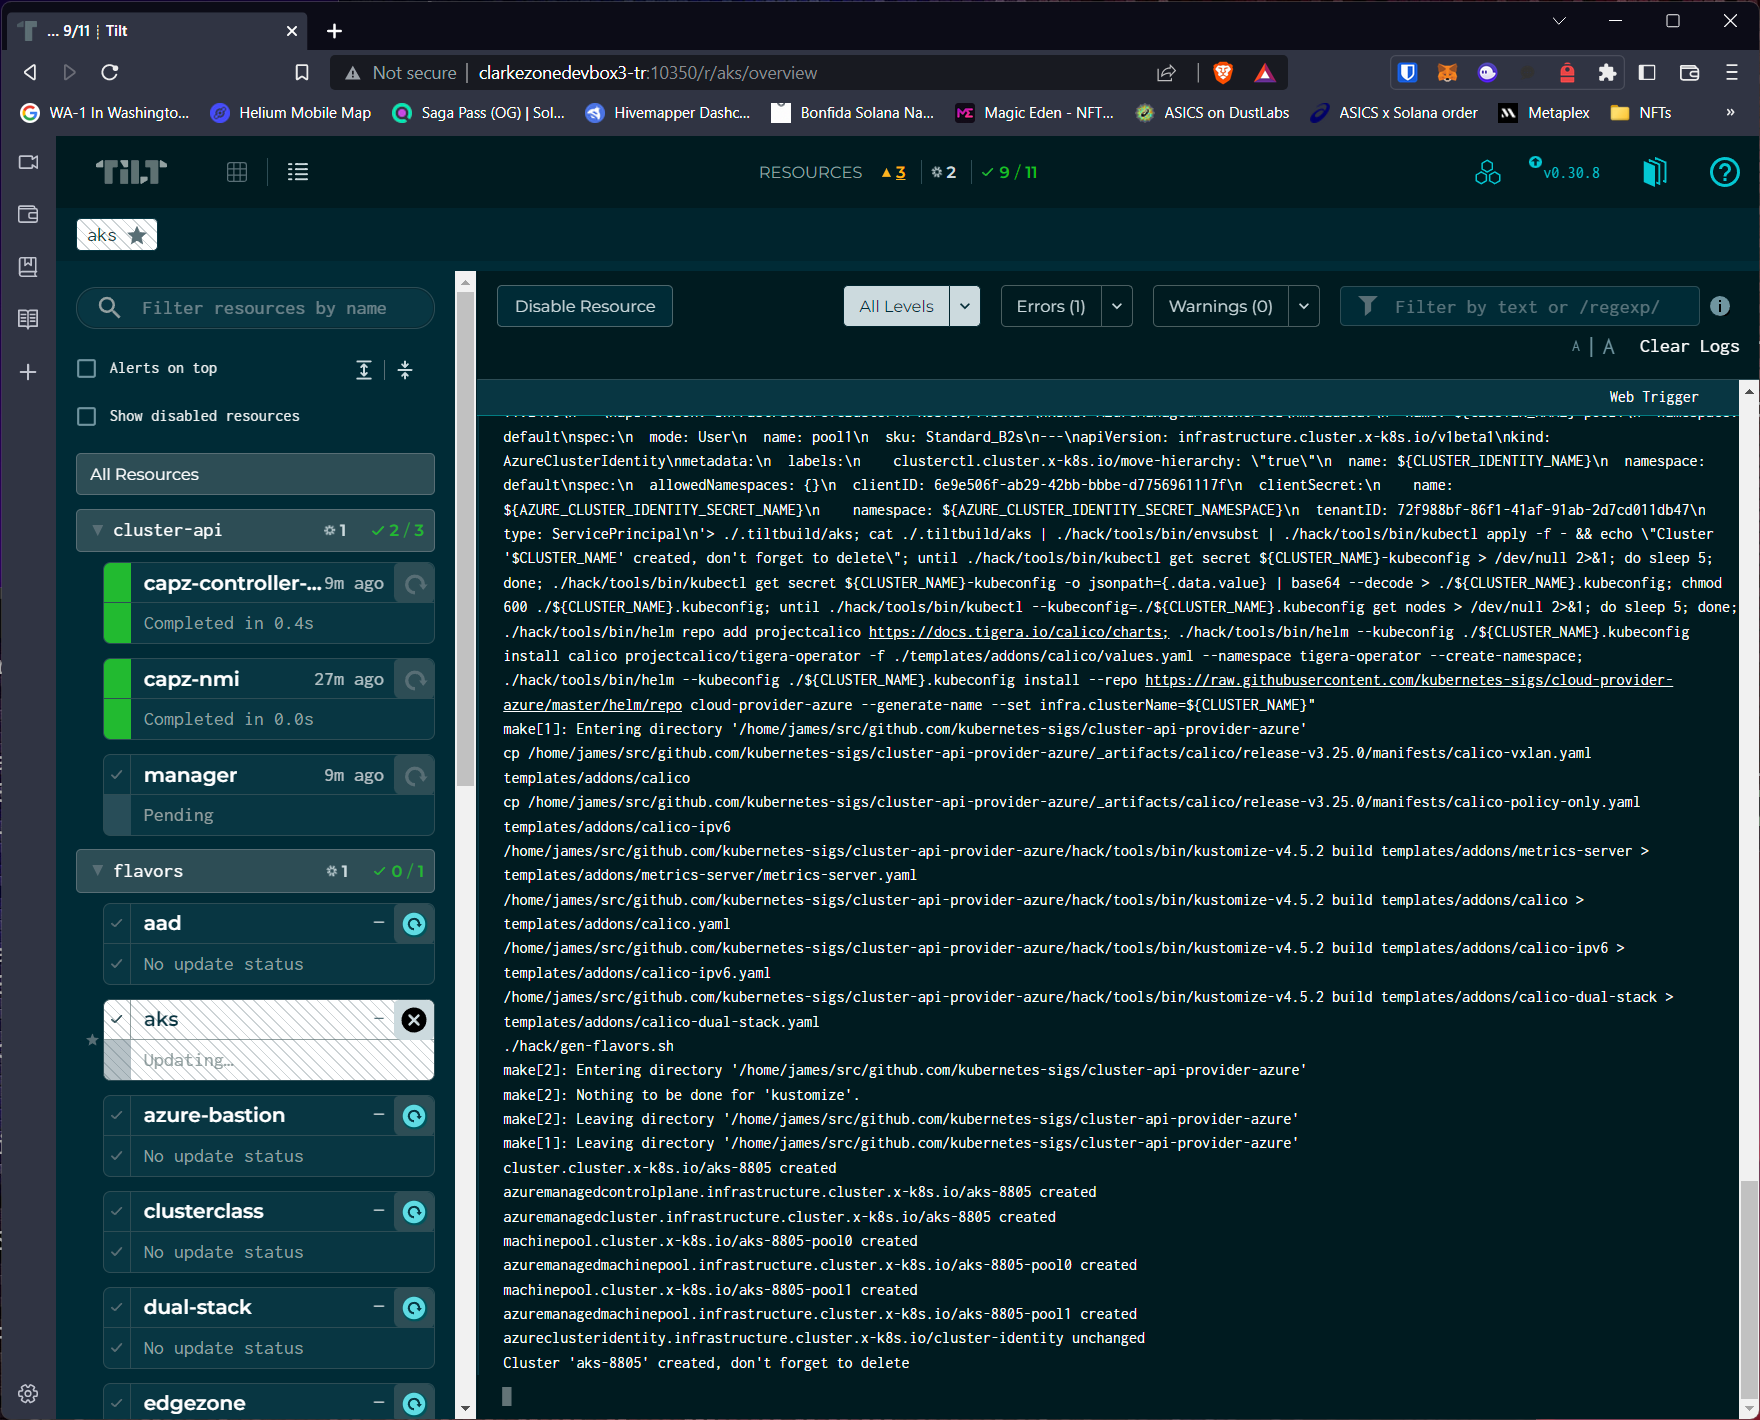 ... 9/11 ┊ Tilt
Not secure
clarkezonedevbox3-tr:10350/r/aks/overview
WA-1 In Washingto...
Helium Mobile Map
Saga Pass (OG) | Sol...
Hivemapper Dashc...
Bonfida Solana Na...
Magic Eden - NFT...
ASICS on DustLabs
ASICS x Solana order
Metaplex
NFTs
»
TILT
RESOURCES 3 2 9 / 11
v0.30.8
aks
Filter resources by name
Alerts on top
Show disabled resources
All Resources
cluster-api 1 2 / 3
capz-controller-... 9m ago
Completed in 0.4s
capz-nmi 27m ago
Completed in 0.0s
manager 9m ago
Pending
flavors 1 0 / 1
aad —
No update status
aks —
Updating…
azure-bastion —
No update status
clusterclass —
No update status
dual-stack —
No update status
edgezone —
Disable Resource
All Levels
Errors (1)
Warnings (0)
Filter by text or /regexp/
A | A Clear Logs
Web Trigger
default\nspec:\n  mode: User\n  name: pool1\n  sku: Standard_B2s\n---\napiVersion: infrastructure.cluster.x-k8s.io/v1beta1\nkind:
AzureClusterIdentity\nmetadata:\n  labels:\n    clusterctl.cluster.x-k8s.io/move-hierarchy: \"true\"\n  name: ${CLUSTER_IDENTITY_NAME}\n  namespace:
default\nspec:\n  allowedNamespaces: {}\n  clientID: 6e9e506f-ab29-42bb-bbbe-d7756961117f\n  clientSecret:\n    name:
${AZURE_CLUSTER_IDENTITY_SECRET_NAME}\n    namespace: ${AZURE_CLUSTER_IDENTITY_SECRET_NAMESPACE}\n  tenantID: 72f988bf-86f1-41af-91ab-2d7cd011db47\n
type: ServicePrincipal\n'> ./.tiltbuild/aks; cat ./.tiltbuild/aks | ./hack/tools/bin/envsubst | ./hack/tools/bin/kubectl apply -f - && echo \"Cluster
'$CLUSTER_NAME' created, don't forget to delete\"; until ./hack/tools/bin/kubectl get secret ${CLUSTER_NAME}-kubeconfig > /dev/null 2>&1; do sleep 5;
done; ./hack/tools/bin/kubectl get secret ${CLUSTER_NAME}-kubeconfig -o jsonpath={.data.value} | base64 --decode > ./${CLUSTER_NAME}.kubeconfig; chmod
600 ./${CLUSTER_NAME}.kubeconfig; until ./hack/tools/bin/kubectl --kubeconfig=./${CLUSTER_NAME}.kubeconfig get nodes > /dev/null 2>&1; do sleep 5; done;
./hack/tools/bin/helm repo add projectcalico https://docs.tigera.io/calico/charts; ./hack/tools/bin/helm --kubeconfig ./${CLUSTER_NAME}.kubeconfig
install calico projectcalico/tigera-operator -f ./templates/addons/calico/values.yaml --namespace tigera-operator --create-namespace;
./hack/tools/bin/helm --kubeconfig ./${CLUSTER_NAME}.kubeconfig install --repo https://raw.githubusercontent.com/kubernetes-sigs/cloud-provider-
azure/master/helm/repo cloud-provider-azure --generate-name --set infra.clusterName=${CLUSTER_NAME}"
make[1]: Entering directory '/home/james/src/github.com/kubernetes-sigs/cluster-api-provider-azure'
cp /home/james/src/github.com/kubernetes-sigs/cluster-api-provider-azure/_artifacts/calico/release-v3.25.0/manifests/calico-vxlan.yaml
templates/addons/calico
cp /home/james/src/github.com/kubernetes-sigs/cluster-api-provider-azure/_artifacts/calico/release-v3.25.0/manifests/calico-policy-only.yaml
templates/addons/calico-ipv6
/home/james/src/github.com/kubernetes-sigs/cluster-api-provider-azure/hack/tools/bin/kustomize-v4.5.2 build templates/addons/metrics-server >
templates/addons/metrics-server/metrics-server.yaml
/home/james/src/github.com/kubernetes-sigs/cluster-api-provider-azure/hack/tools/bin/kustomize-v4.5.2 build templates/addons/calico >
templates/addons/calico.yaml
/home/james/src/github.com/kubernetes-sigs/cluster-api-provider-azure/hack/tools/bin/kustomize-v4.5.2 build templates/addons/calico-ipv6 >
templates/addons/calico-ipv6.yaml
/home/james/src/github.com/kubernetes-sigs/cluster-api-provider-azure/hack/tools/bin/kustomize-v4.5.2 build templates/addons/calico-dual-stack >
templates/addons/calico-dual-stack.yaml
./hack/gen-flavors.sh
make[2]: Entering directory '/home/james/src/github.com/kubernetes-sigs/cluster-api-provider-azure'
make[2]: Nothing to be done for 'kustomize'.
make[2]: Leaving directory '/home/james/src/github.com/kubernetes-sigs/cluster-api-provider-azure'
make[1]: Leaving directory '/home/james/src/github.com/kubernetes-sigs/cluster-api-provider-azure'
cluster.cluster.x-k8s.io/aks-8805 created
azuremanagedcontrolplane.infrastructure.cluster.x-k8s.io/aks-8805 created
azuremanagedcluster.infrastructure.cluster.x-k8s.io/aks-8805 created
machinepool.cluster.x-k8s.io/aks-8805-pool0 created
azuremanagedmachinepool.infrastructure.cluster.x-k8s.io/aks-8805-pool0 created
machinepool.cluster.x-k8s.io/aks-8805-pool1 created
azuremanagedmachinepool.infrastructure.cluster.x-k8s.io/aks-8805-pool1 created
azureclusteridentity.infrastructure.cluster.x-k8s.io/cluster-identity unchanged
Cluster 'aks-8805' created, don't forget to delete